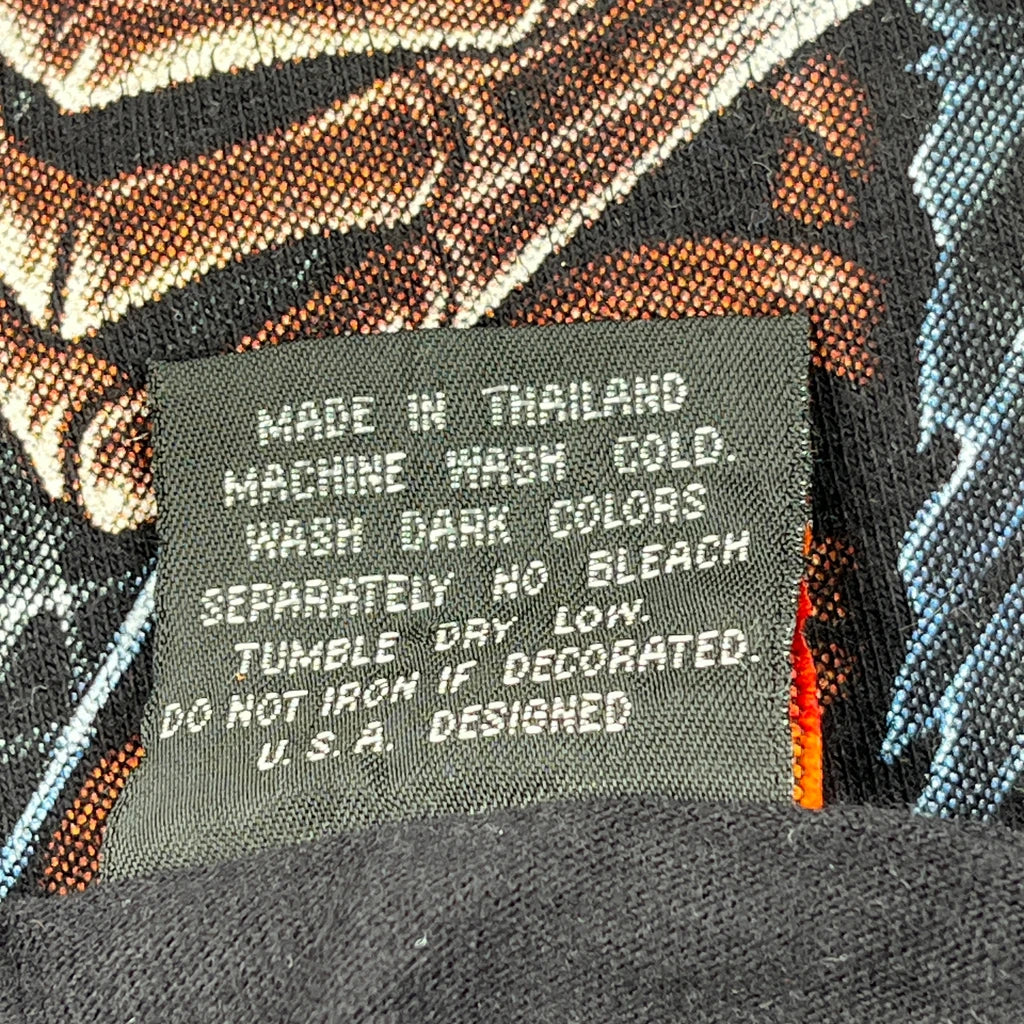 MADE IN THAILAND
MACHINE WASH COLD.
WASH DARK COLORS
SEPARATELY NO BLEACH
TUMBLE DRY LOW.
DO NOT IRON IF DECORATED.
U.S.A. DESIGNED